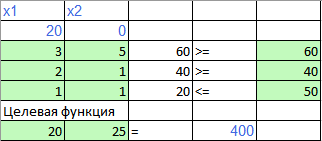 x1 x2
20 0
3 5 60 >= 60
2 1 40 >= 40
1 1 20 <= 50
Целевая функция
20 25 = 400